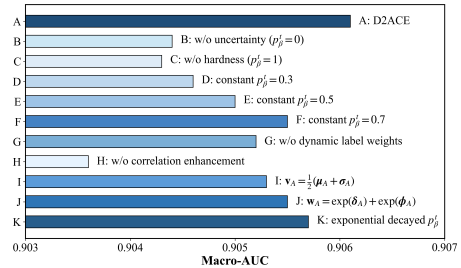 A A: D2ACE
B B: w/o uncertainty (p_β^t = 0)
C C: w/o hardness (p_β^t = 1)
D D: constant p_β^t = 0.3
E E: constant p_β^t = 0.5
F F: constant p_β^t = 0.7
G G: w/o dynamic label weights
H H: w/o correlation enhancement
I I: v_A = ½(μ_A + σ_A)
J J: w_A = exp(δ_A) + exp(ϕ_A)
K K: exponential decayed p_β^t
0.903 0.904 0.905 0.906 0.907
Macro-AUC